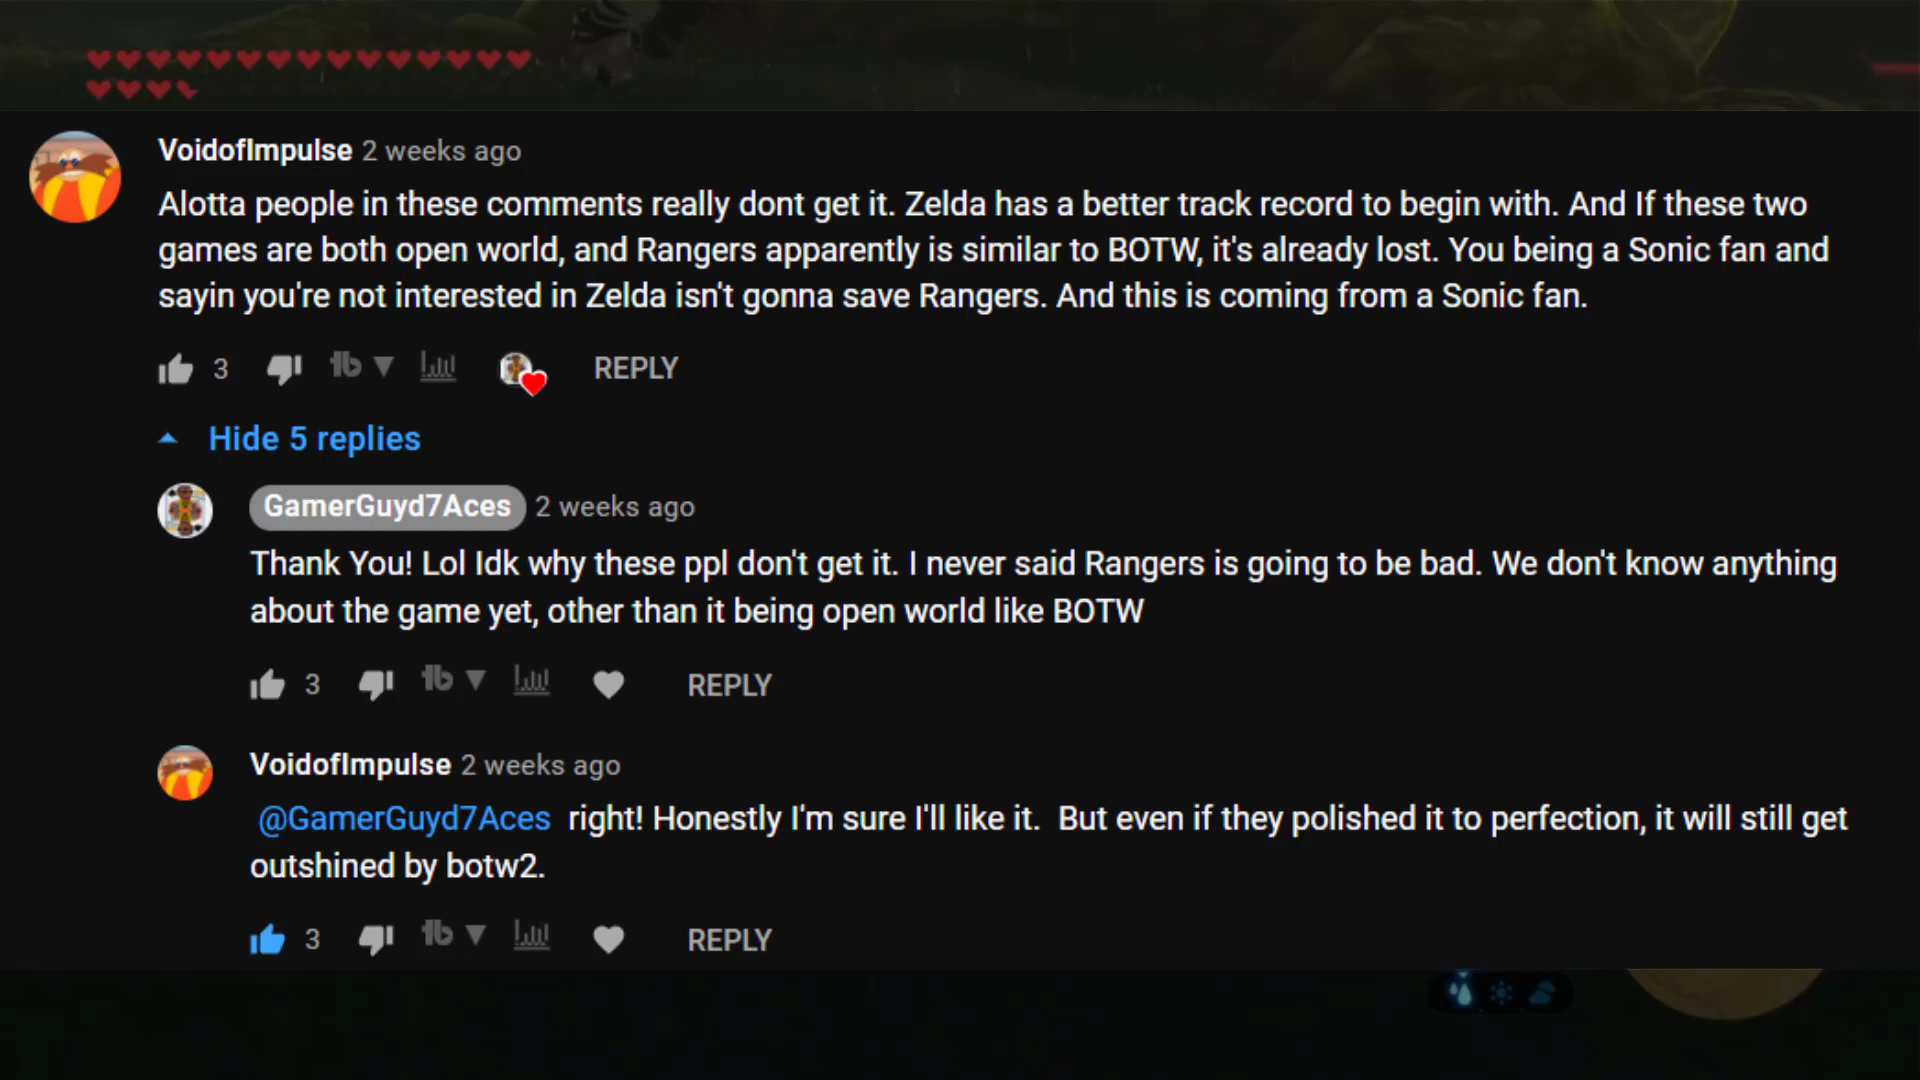 VoidofImpulse 2 weeks ago
Alotta people in these comments really dont get it. Zelda has a better track record to begin with. And If these two
games are both open world, and Rangers apparently is similar to BOTW, it's already lost. You being a Sonic fan and
sayin you're not interested in Zelda isn't gonna save Rangers. And this is coming from a Sonic fan.
3 REPLY
Hide 5 replies
GamerGuyd7Aces 2 weeks ago
Thank You! Lol Idk why these ppl don't get it. I never said Rangers is going to be bad. We don't know anything
about the game yet, other than it being open world like BOTW
3 REPLY
VoidofImpulse 2 weeks ago
@GamerGuyd7Aces right! Honestly I'm sure I'll like it. But even if they polished it to perfection, it will still get
outshined by botw2.
3 REPLY